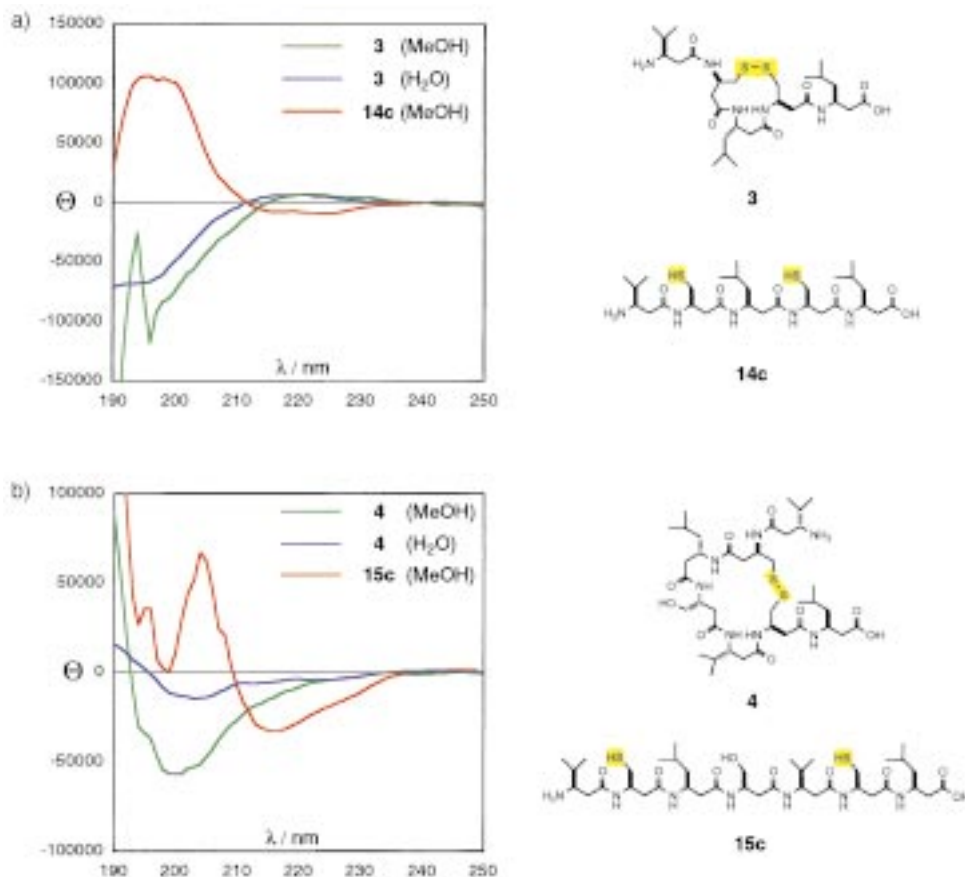 a)
150000
100000
50000
Θ 0
-50000
-100000
-150000
190 200 210 220 230 240 250
λ / nm
3 (MeOH)
3 (H₂O)
14c (MeOH)
H₂N
O
NH
S-S
O
NH HN
O
O
N
H
O
OH
3
HS
HS
H₂N
O
N
H
O
N
H
O
N
H
O
N
H
O
OH
14c
b)
100000
50000
Θ 0
-50000
-100000
190 200 210 220 230 240 250
λ / nm
4 (MeOH)
4 (H₂O)
15c (MeOH)
O
HN
O
NH₂
O
N
H
O
NH
HO
S-S
O
NH HN
O
O
N
H
O
OH
4
HS
HO
HS
H₂N
O
N
H
O
N
H
O
N
H
O
N
H
O
N
H
O
N
H
O
15c